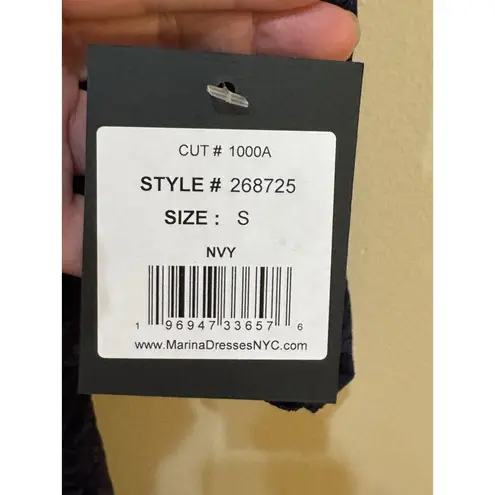 CUT # 1000A
STYLE # 268725
SIZE : S
NVY
1 96947 33657 6
www.MarinaDressesNYC.com